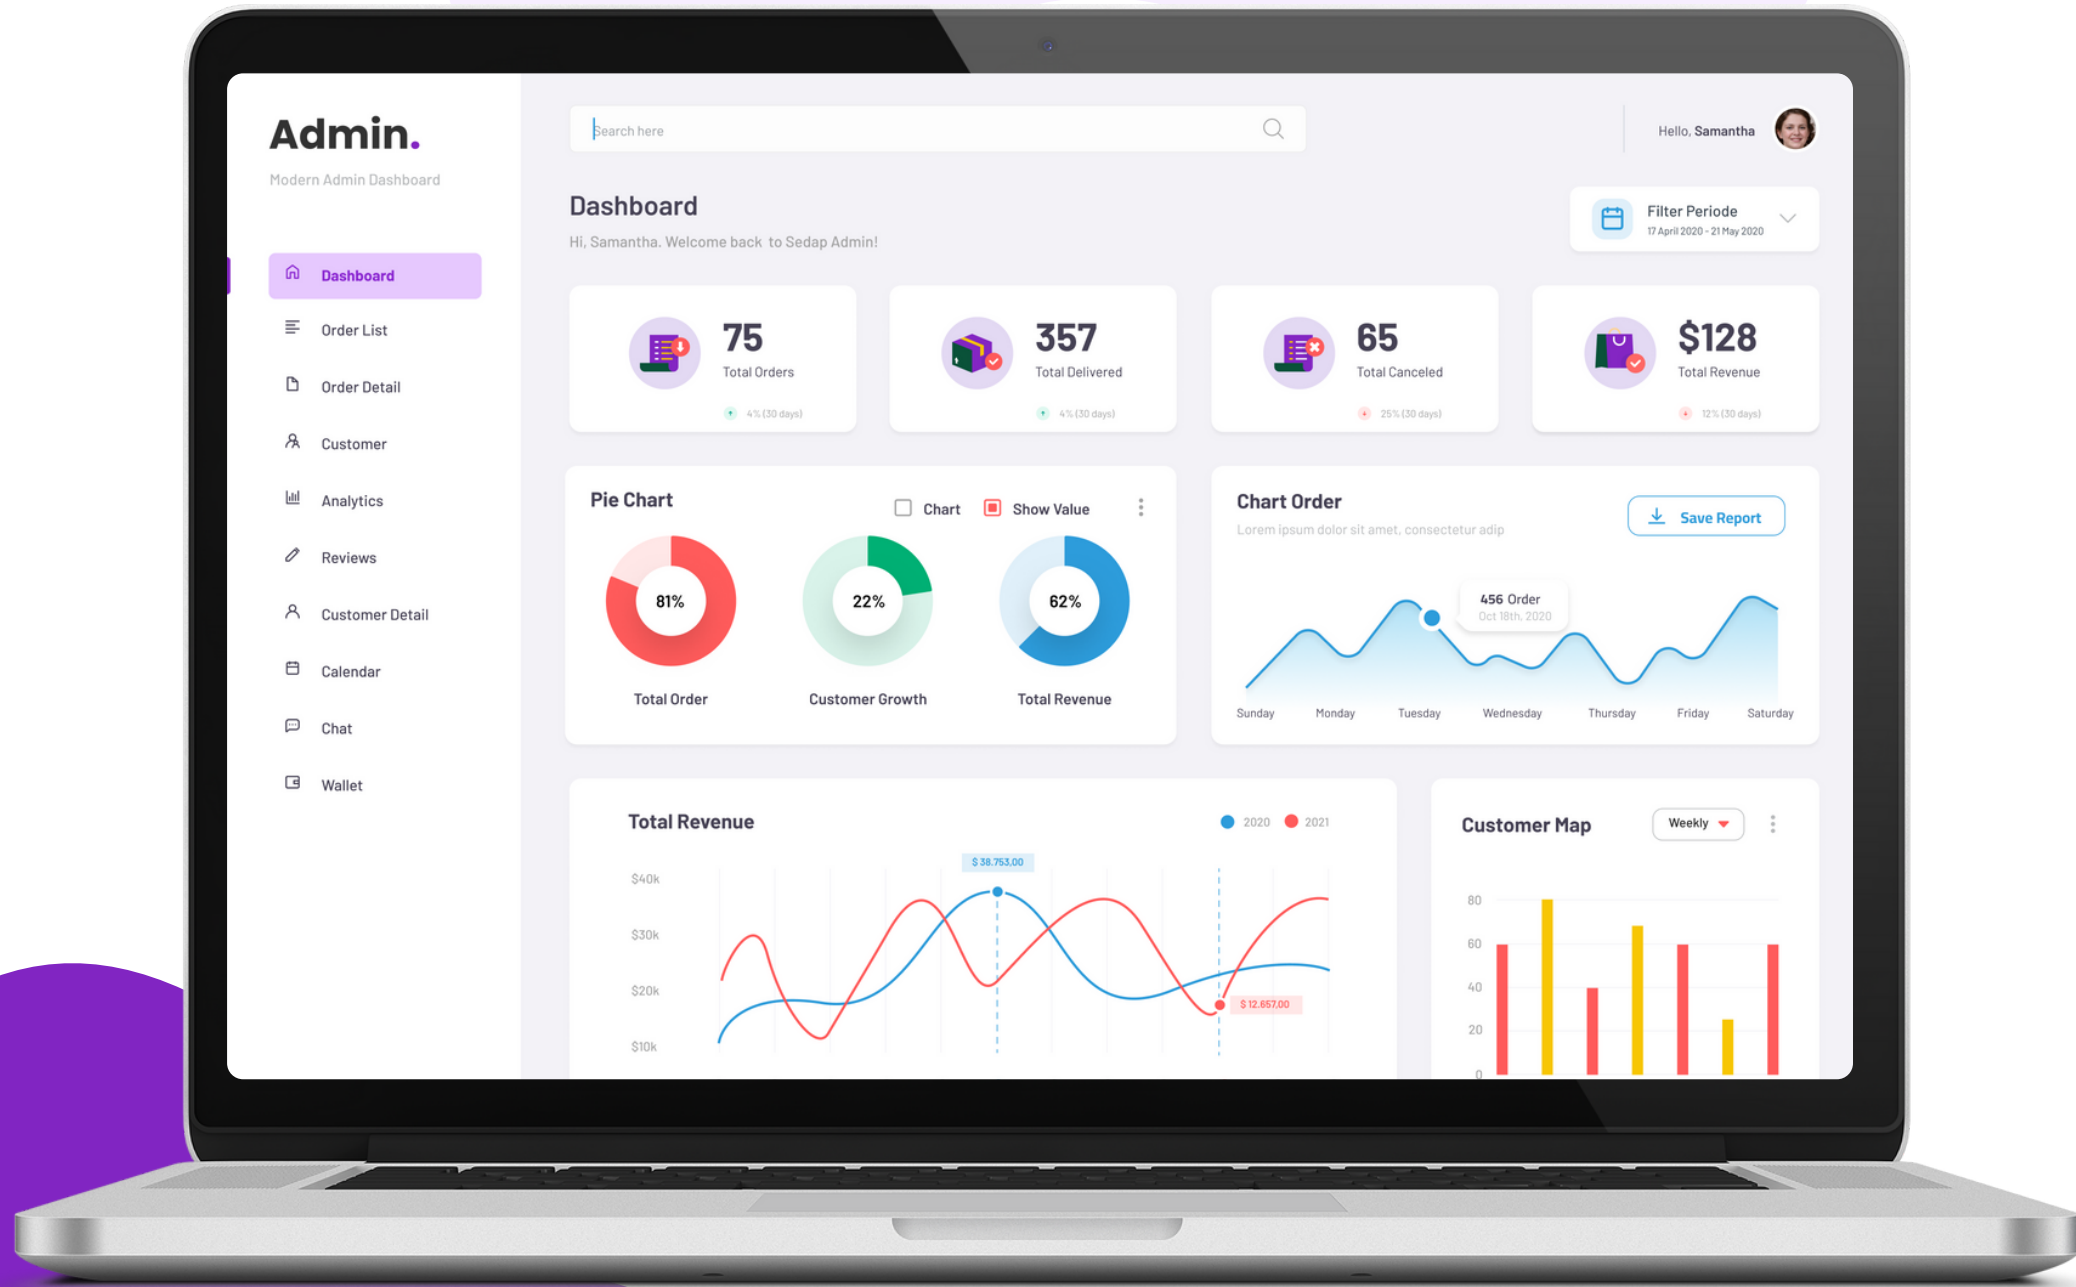 Admin.
Modern Admin Dashboard
Dashboard
Order List
Order Detail
Customer
Analytics
Reviews
Customer Detail
Calendar
Chat
Wallet
Search here
Hello, Samantha
Dashboard
Hi, Samantha. Welcome back to Sedap Admin!
Filter Periode
17 April 2020 - 21 May 2020
75
Total Orders
4% (30 days)
357
Total Delivered
4% (30 days)
65
Total Canceled
25% (30 days)
$128
Total Revenue
12% (30 days)
Pie Chart
Chart
Show Value
81%
22%
62%
Total Order
Customer Growth
Total Revenue
Chart Order
Lorem ipsum dolor sit amet, consectetur adip
Save Report
456 Order
Oct 18th, 2020
Sunday
Monday
Tuesday
Wednesday
Thursday
Friday
Saturday
Total Revenue
2020
2021
$ 38.753,00
$40k
$30k
$20k
$10k
$ 12.657,00
Customer Map
Weekly
80
60
40
20
0